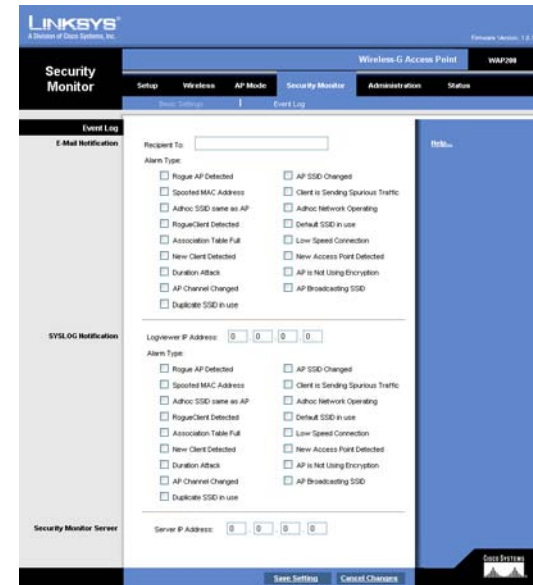 LINKSYS®
A Division of Cisco Systems, Inc.
Firmware Version: 1.0.1
Security Monitor
Wireless-G Access Point
WAP200
Setup
Wireless
AP Mode
Security Monitor
Administration
Status
Basic Settings
Event Log
Event Log
E-Mail Notification
Recipient To:
Help...
Alarm Type:
Rogue AP Detected
AP SSID Changed
Spoofed MAC Address
Client is Sending Spurious Traffic
Adhoc SSID same as AP
Adhoc Network Operating
RogueClient Detected
Default SSID in use
Association Table Full
Low Speed Connection
New Client Detected
New Access Point Detected
Duration Attack
AP is Not Using Encryption
AP Channel Changed
AP Broadcasting SSID
Duplicate SSID in use
SYSLOG Notification
Logviewer IP Address: 0 . 0 . 0 . 0
Alarm Type:
Rogue AP Detected
AP SSID Changed
Spoofed MAC Address
Client is Sending Spurious Traffic
Adhoc SSID same as AP
Adhoc Network Operating
RogueClient Detected
Default SSID in use
Association Table Full
Low Speed Connection
New Client Detected
New Access Point Detected
Duration Attack
AP is Not Using Encryption
AP Channel Changed
AP Broadcasting SSID
Duplicate SSID in use
Security Monitor Server
Server IP Address: 0 . 0 . 0 . 0
Save Setting
Cancel Changes
CISCO SYSTEMS